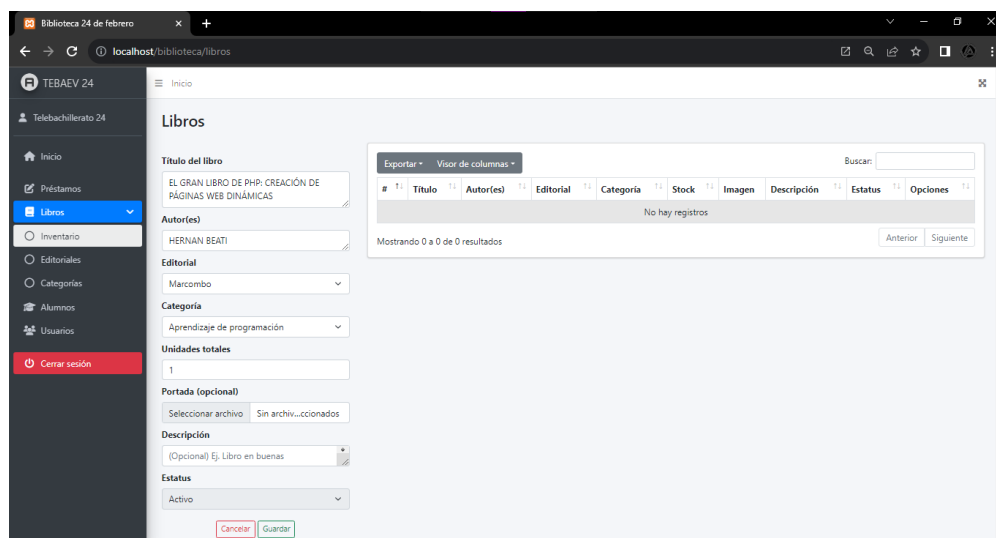 Biblioteca 24 de febrero
localhost/biblioteca/libros
TEBAEV 24
Inicio
Telebachillerato 24
Libros
Inicio
Préstamos
Libros
Inventario
Editoriales
Categorías
Alumnos
Usuarios
Cerrar sesión
Título del libro
EL GRAN LIBRO DE PHP: CREACIÓN DE
PÁGINAS WEB DINÁMICAS
Autor(es)
HERNAN BEATI
Editorial
Marcombo
Categoría
Aprendizaje de programación
Unidades totales
1
Portada (opcional)
Seleccionar archivo Sin archiv...ccionados
Descripción
(Opcional) Ej. Libro en buenas
Estatus
Activo
Cancelar Guardar
Exportar Visor de columnas Buscar:
# Título Autor(es) Editorial Categoría Stock Imagen Descripción Estatus Opciones
No hay registros
Mostrando 0 a 0 de 0 resultados Anterior Siguiente